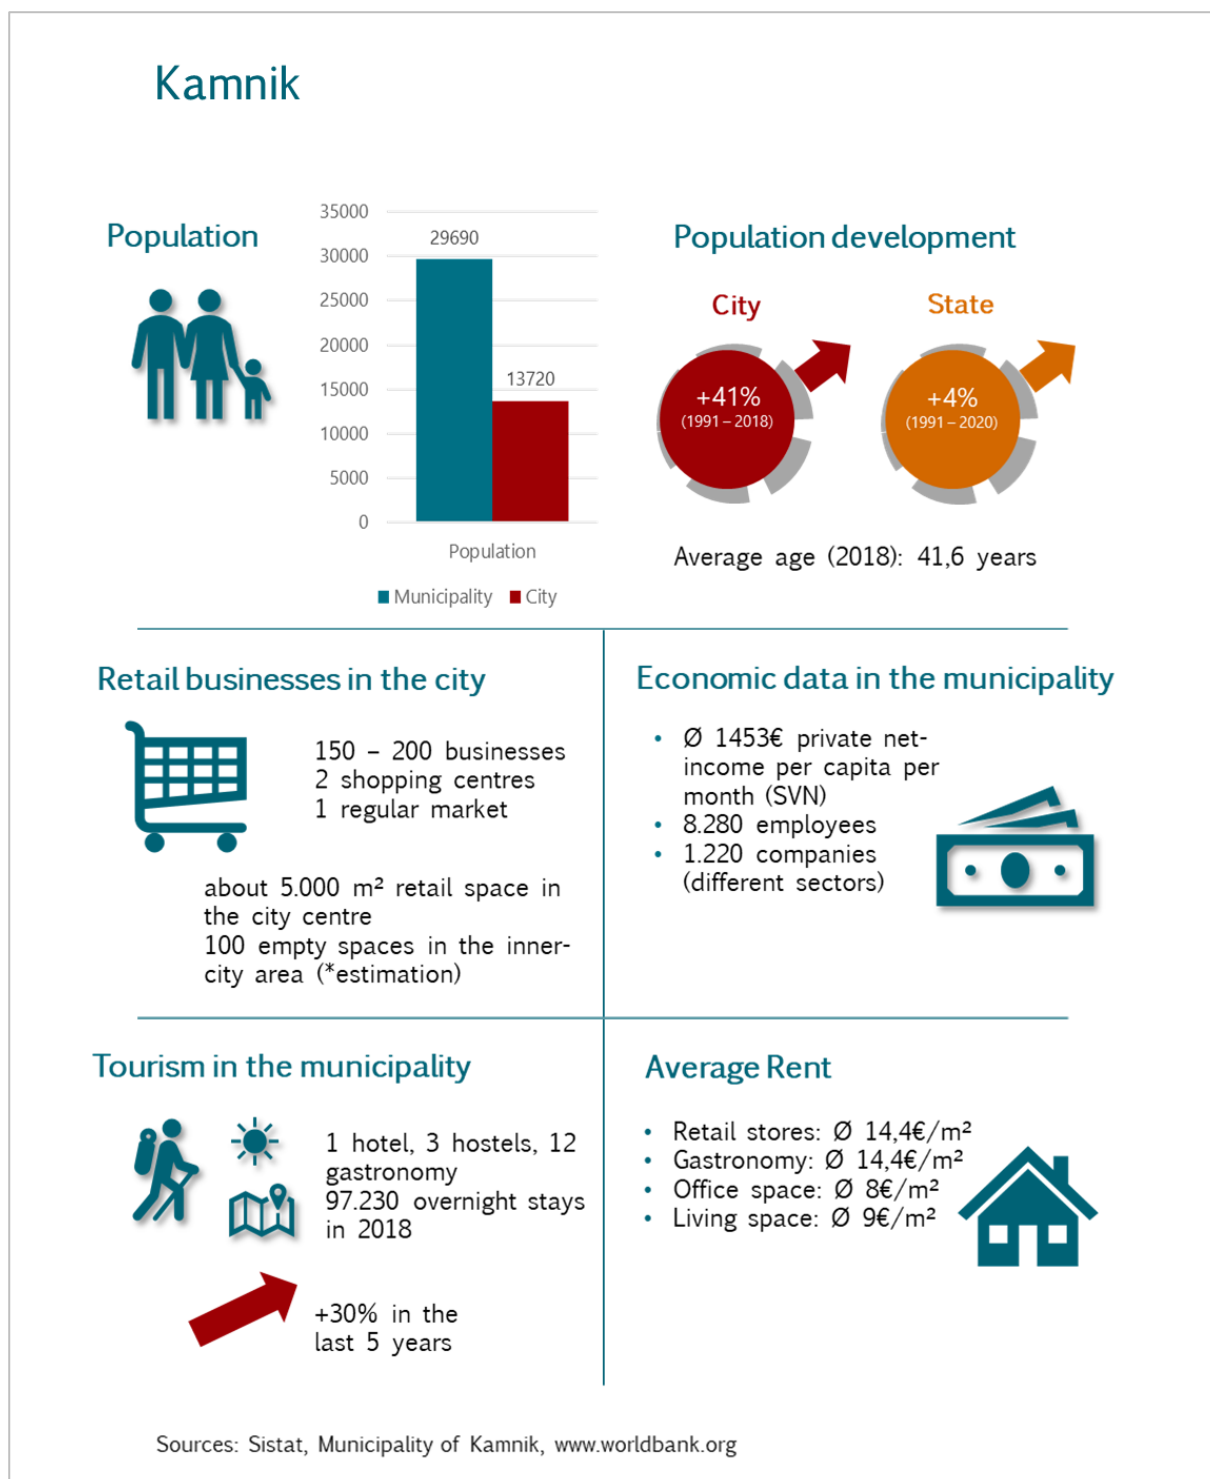 Kamnik
Population
35000
30000
25000
20000
15000
10000
5000
0
29690
13720
Population
Municipality
City
Population development
City
State
+41%
(1991 – 2018)
+4%
(1991 – 2020)
Average age (2018): 41,6 years
Retail businesses in the city
150 – 200 businesses
2 shopping centres
1 regular market
about 5.000 m² retail space in
the city centre
100 empty spaces in the inner-
city area (*estimation)
Economic data in the municipality
• Ø 1453€ private net-
income per capita per
month (SVN)
• 8.280 employees
• 1.220 companies
(different sectors)
Tourism in the municipality
1 hotel, 3 hostels, 12
gastronomy
97.230 overnight stays
in 2018
+30% in the
last 5 years
Average Rent
• Retail stores: Ø 14,4€/m²
• Gastronomy: Ø 14,4€/m²
• Office space: Ø 8€/m²
• Living space: Ø 9€/m²
Sources: Sistat, Municipality of Kamnik, www.worldbank.org